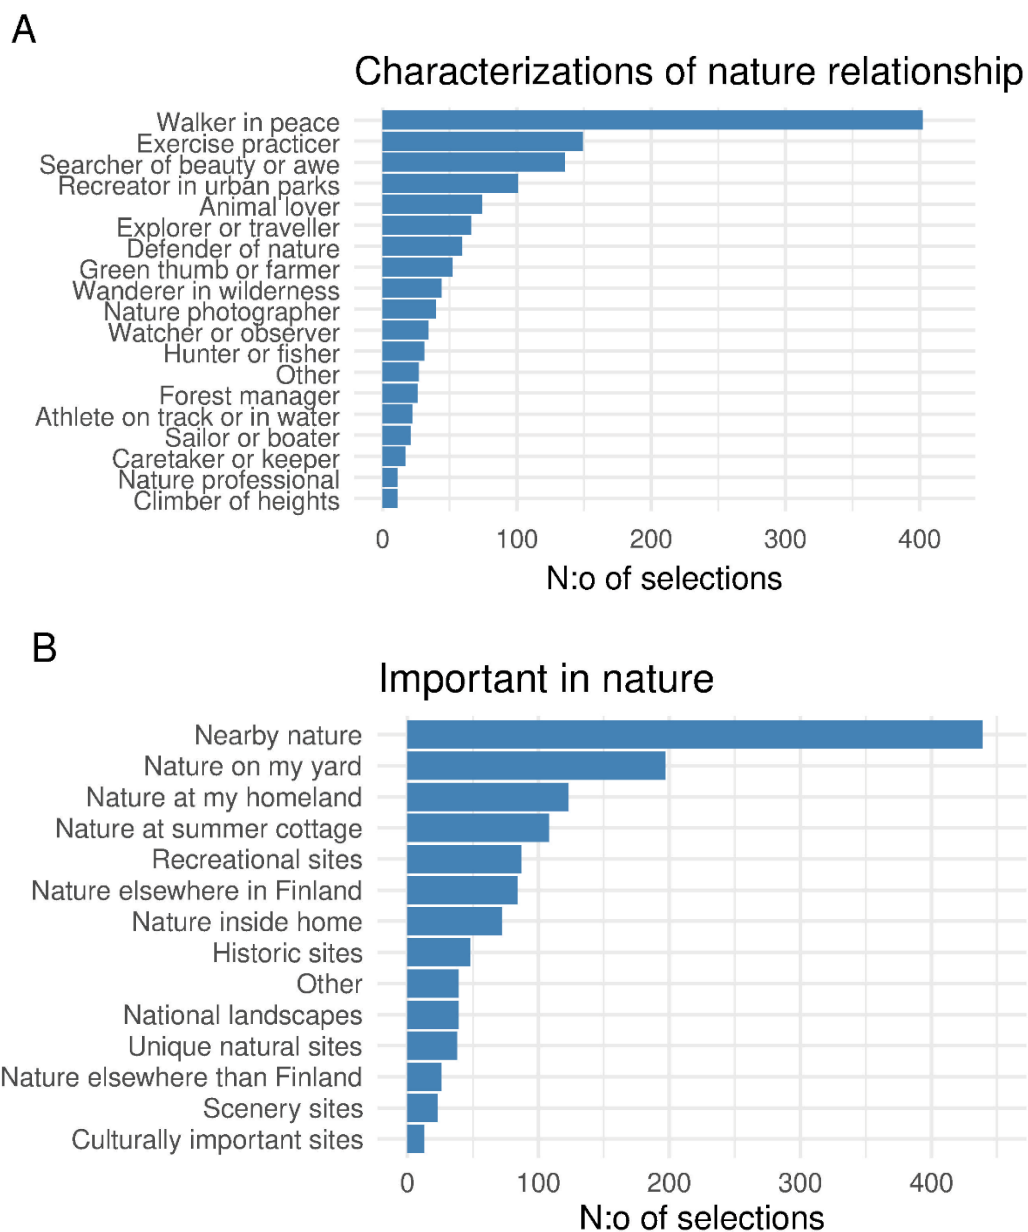 A
Characterizations of nature relationship
Walker in peace
Exercise practicer
Searcher of beauty or awe
Recreator in urban parks
Animal lover
Explorer or traveller
Defender of nature
Green thumb or farmer
Wanderer in wilderness
Nature photographer
Watcher or observer
Hunter or fisher
Other
Forest manager
Athlete on track or in water
Sailor or boater
Caretaker or keeper
Nature professional
Climber of heights
0 100 200 300 400
N:o of selections
B
Important in nature
Nearby nature
Nature on my yard
Nature at my homeland
Nature at summer cottage
Recreational sites
Nature elsewhere in Finland
Nature inside home
Historic sites
Other
National landscapes
Unique natural sites
Nature elsewhere than Finland
Scenery sites
Culturally important sites
0 100 200 300 400
N:o of selections